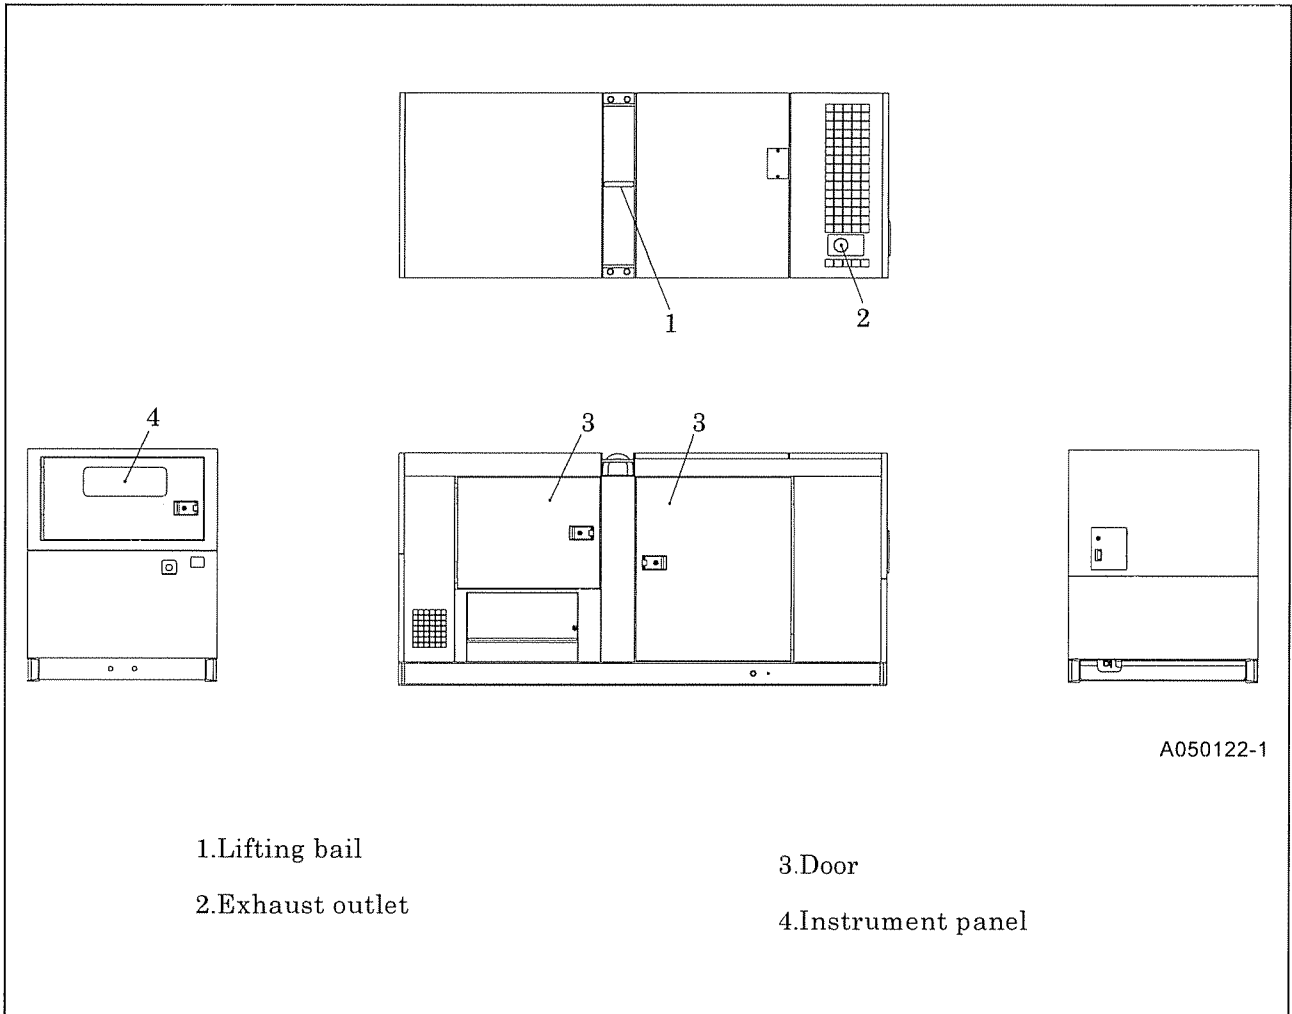 1
2
4
3
3
A050122-1
1.Lifting bail
2.Exhaust outlet
3.Door
4.Instrument panel